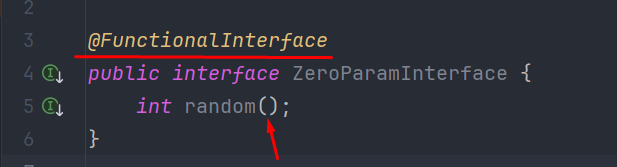 2
3 @FunctionalInterface
4 public interface ZeroParamInterface {
5 int random();
6 }